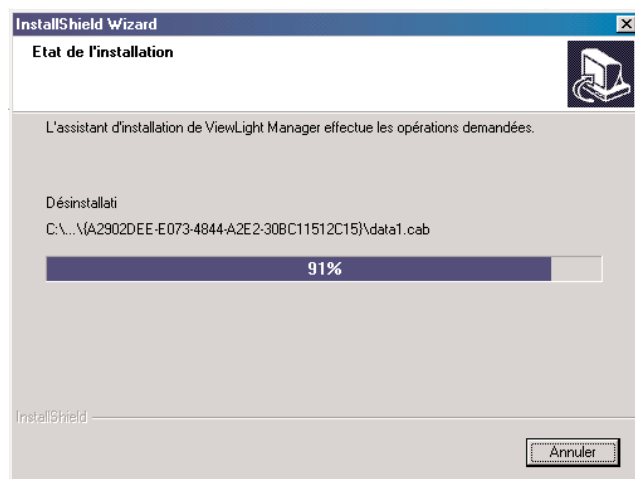 InstallShield Wizard
Etat de l'installation
L'assistant d'installation de ViewLight Manager effectue les opérations demandées.
Désinstallati
C:\...\{A2902DEE-E073-4844-A2E2-30BC11512C15}\data1.cab
91%
InstallShield
Annuler